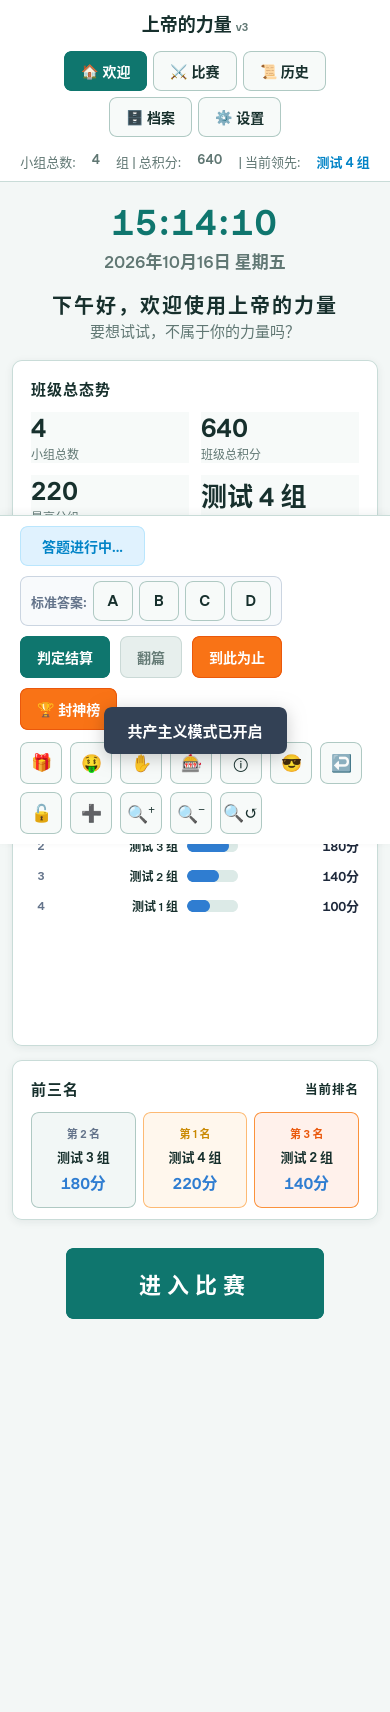 上帝的力量 v3
🏠 欢迎
⚔️ 比赛
📜 历史
🗄️ 档案
⚙️ 设置
小组总数: 4 组 | 总积分: 640 | 当前领先: 测试 4 组
15:14:10
2026年10月16日 星期五
下午好，欢迎使用上帝的力量
要想试试，不属于你的力量吗？
班级总态势
4
小组总数
640
班级总积分
220
测试 4 组
答题进行中...
标准答案: A B C D
判定结算
翻篇
到此为止
🏆 封神榜
共产主义模式已开启
2 测试 3 组 180分
3 测试 2 组 140分
4 测试 1 组 100分
前三名
当前排名
第 2 名
测试 3 组
180分
第 1 名
测试 4 组
220分
第 3 名
测试 2 组
140分
进入比赛